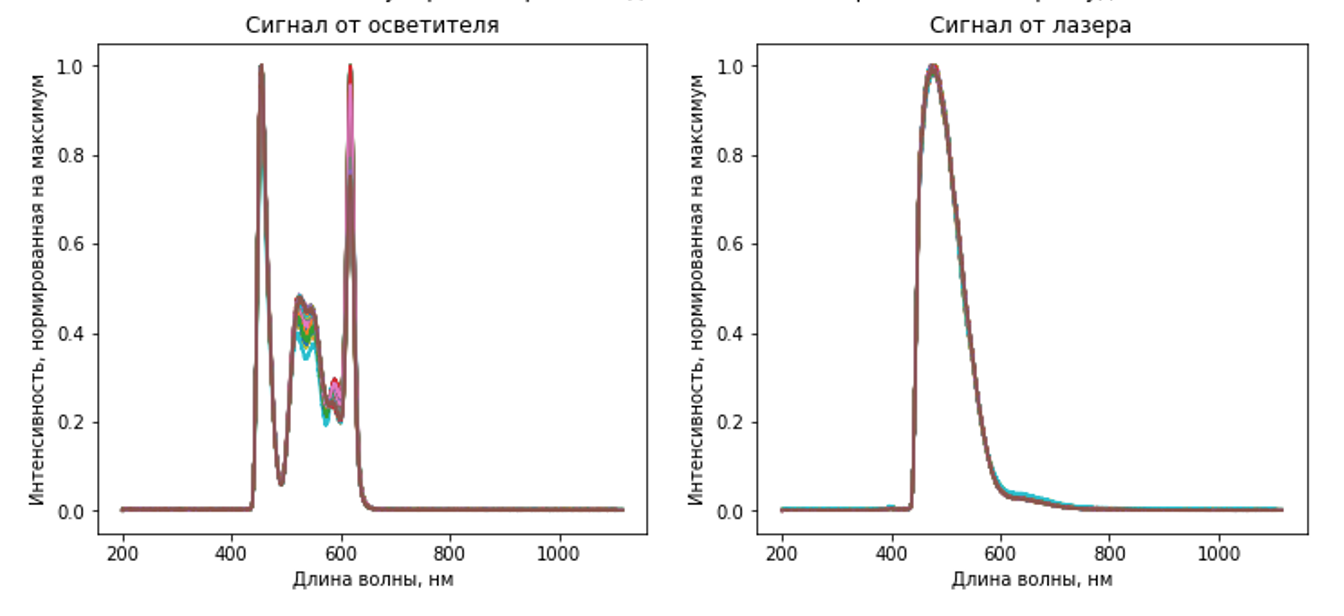 Сигнал от осветителя
Сигнал от лазера
Интенсивность, нормированная на максимум
1.0
0.8
0.6
0.4
0.2
0.0
200 400 600 800 1000
Длина волны, нм
Интенсивность, нормированная на максимум
1.0
0.8
0.6
0.4
0.2
0.0
200 400 600 800 1000
Длина волны, нм